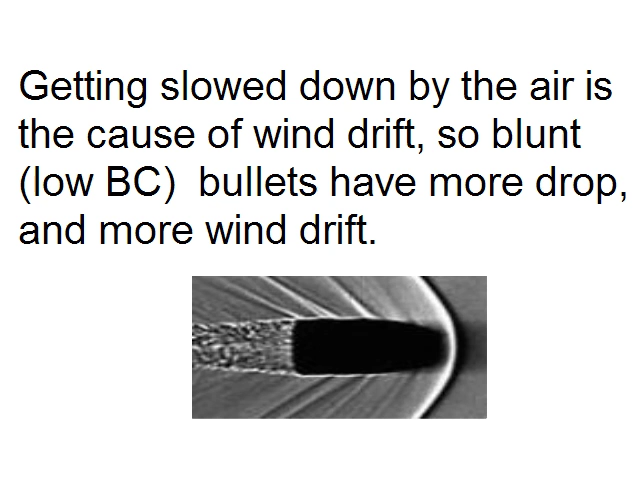 Getting slowed down by the air is
the cause of wind drift, so blunt
(low BC)  bullets have more drop,
and more wind drift.